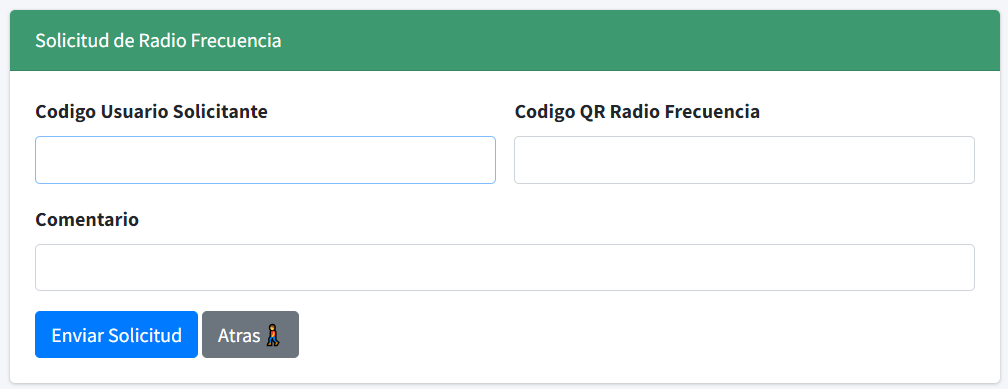 Solicitud de Radio Frecuencia
Codigo Usuario Solicitante
Codigo QR Radio Frecuencia
Comentario
Enviar Solicitud
Atras